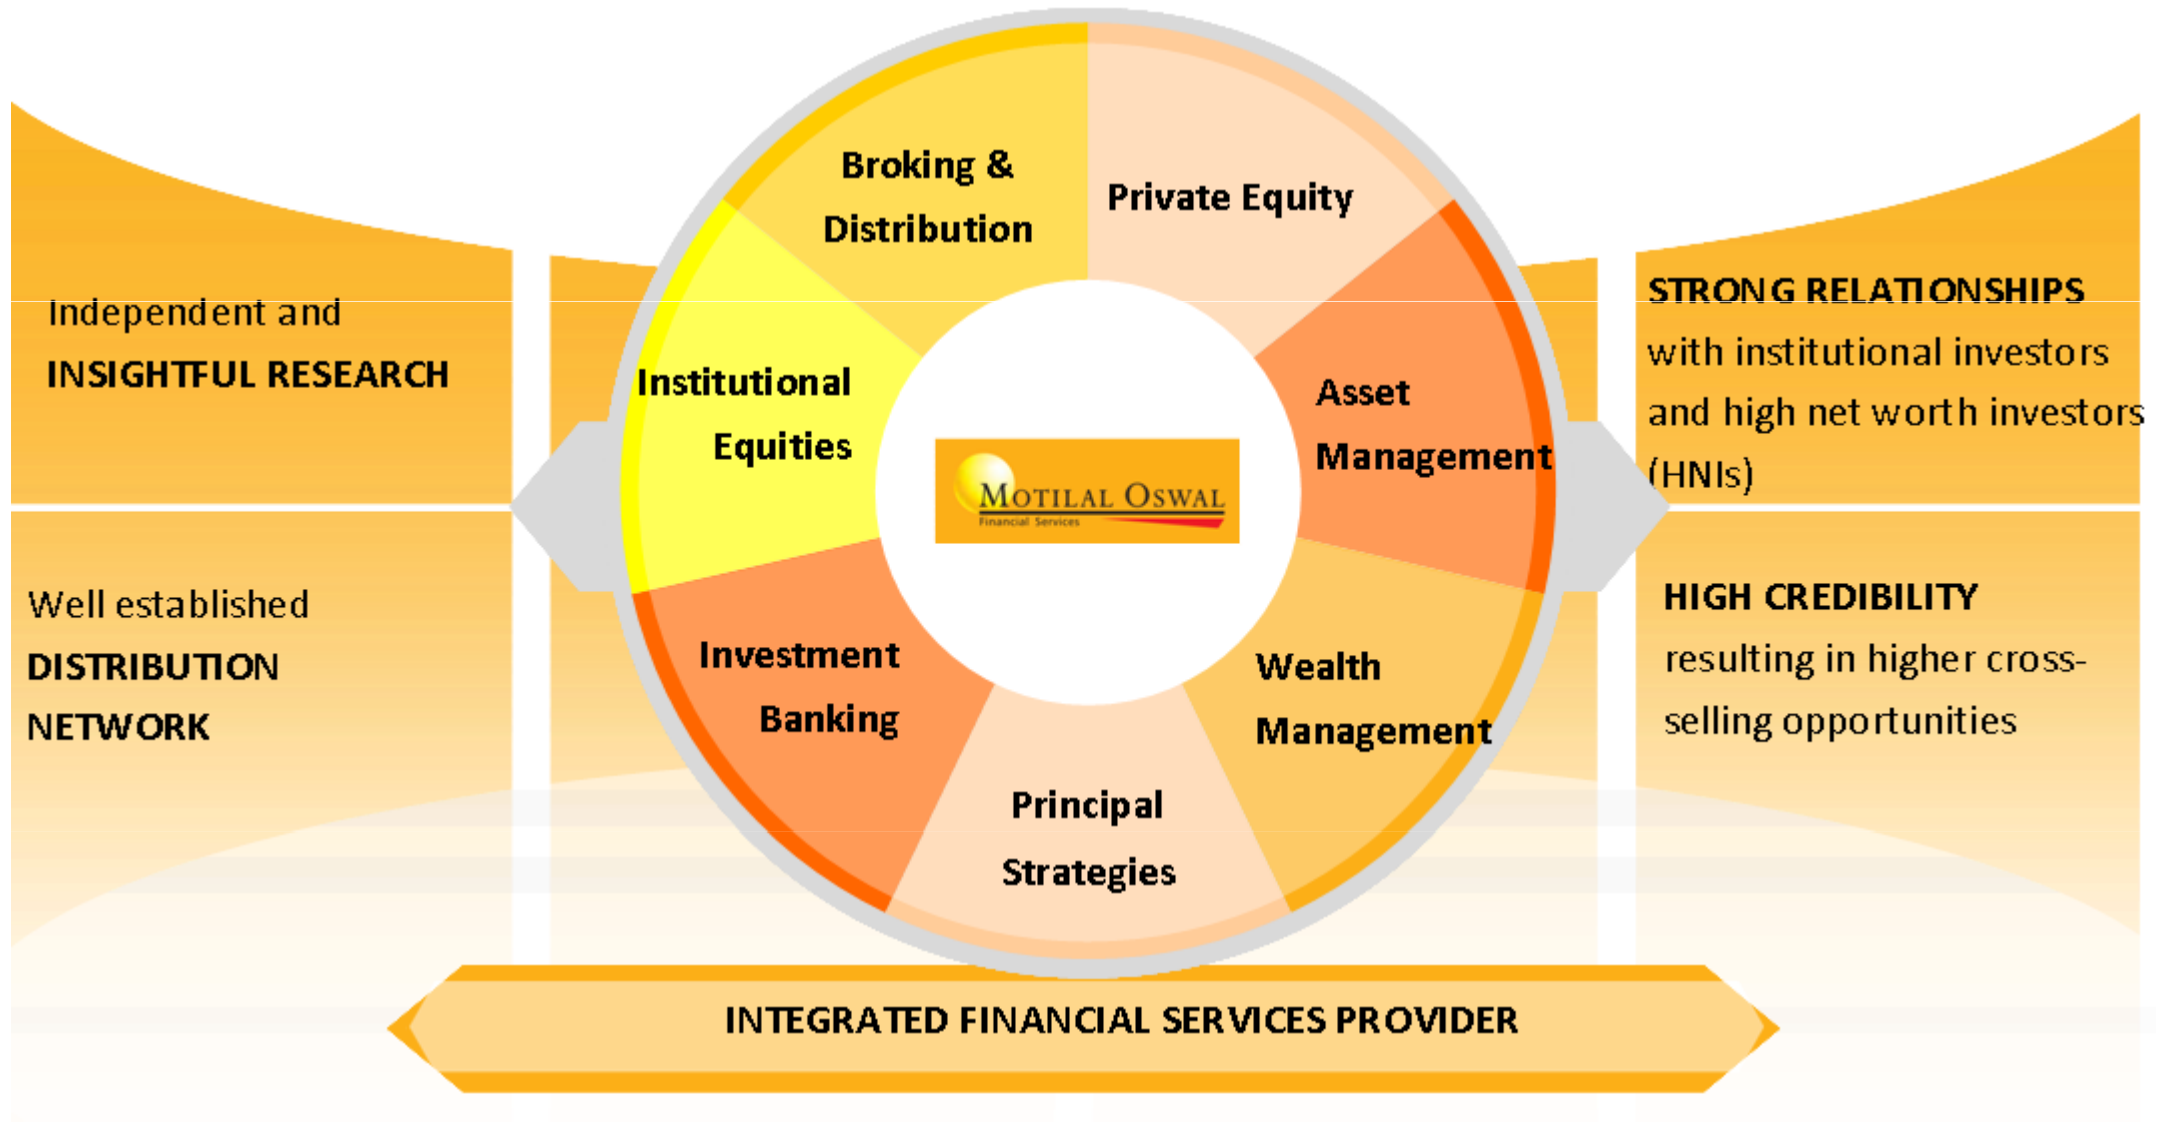 Independent and
INSIGHTFUL RESEARCH
Well established
DISTRIBUTION
NETWORK
Broking &
Distribution
Private Equity
Institutional
Equities
Asset
Management
MOTILAL OSWAL
Financial Services
Investment
Banking
Wealth
Management
Principal
Strategies
STRONG RELATIONSHIPS
with institutional investors
and high net worth investors
(HNIs)
HIGH CREDIBILITY
resulting in higher cross-
selling opportunities
INTEGRATED FINANCIAL SERVICES PROVIDER